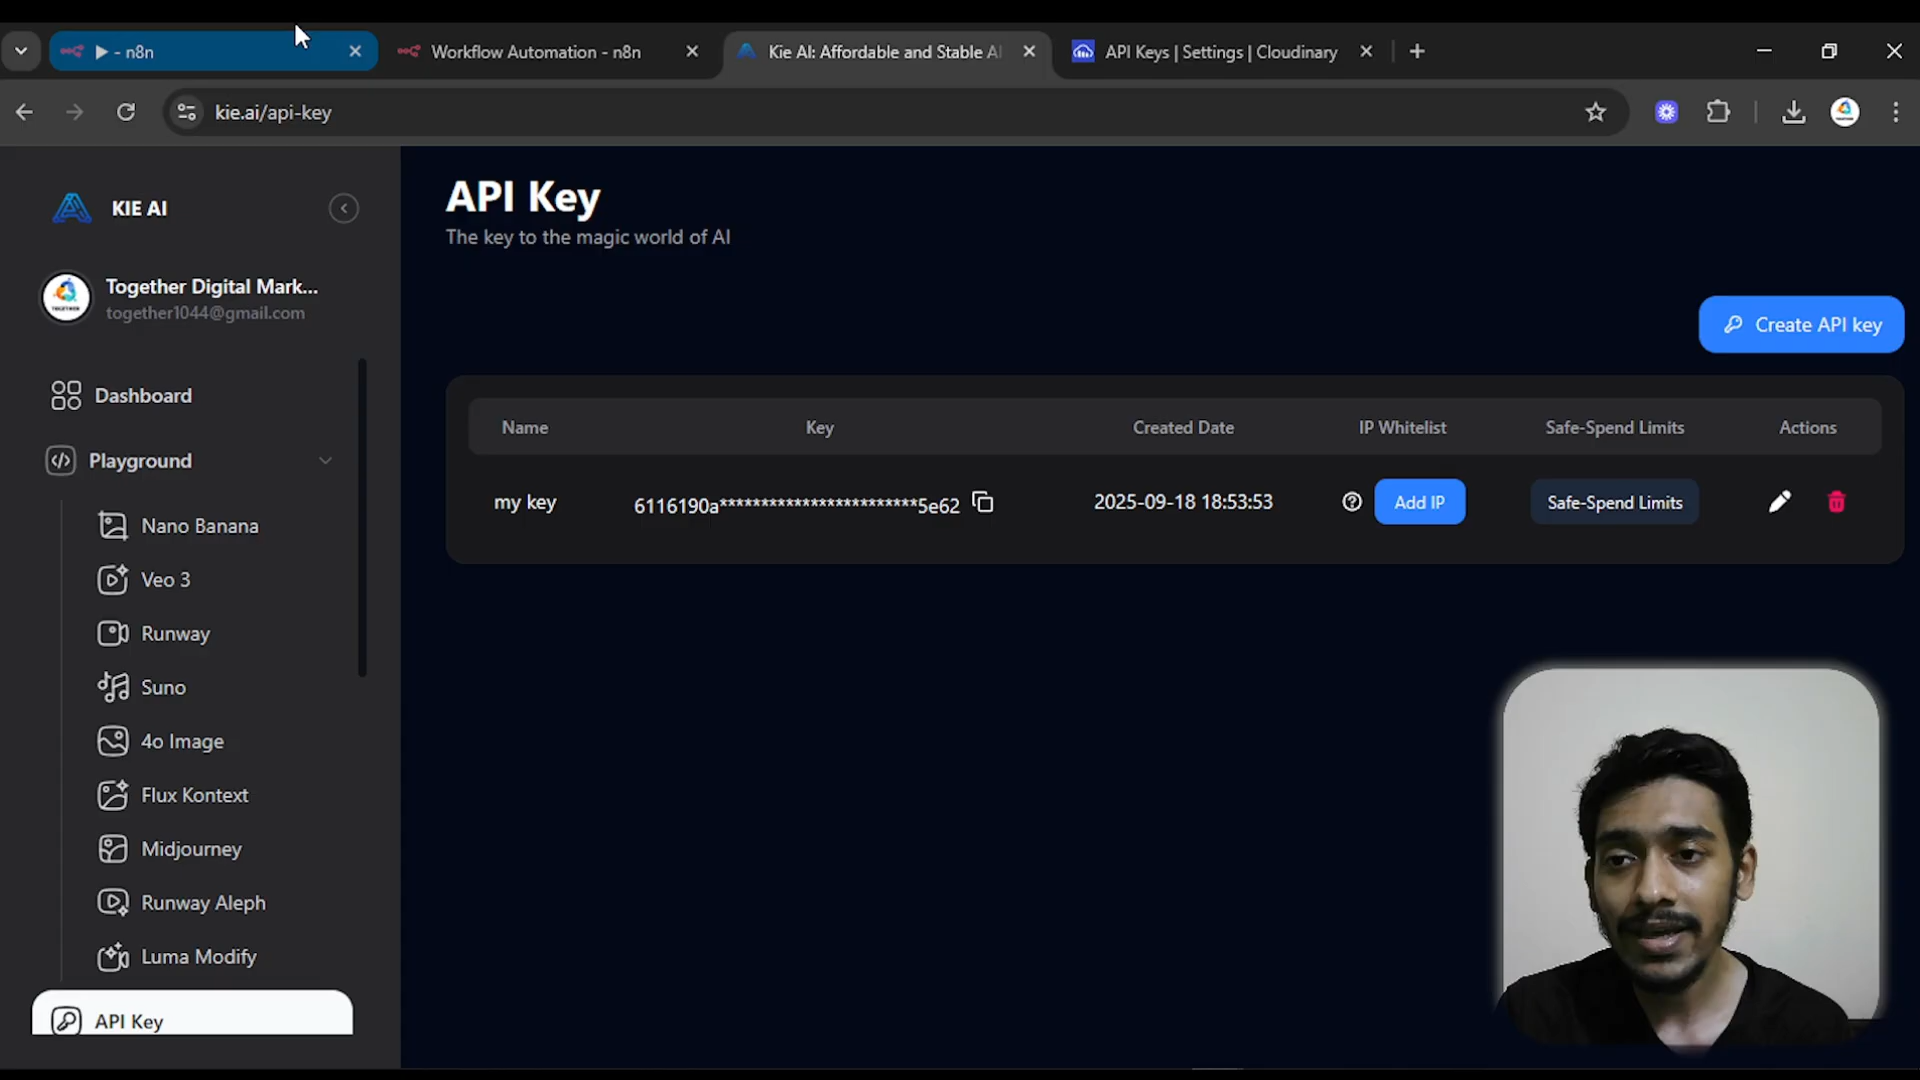 ▶ - n8n
Workflow Automation - n8n
Kie AI: Affordable and Stable AI
API Keys | Settings | Cloudinary
kie.ai/api-key
KIE AI
Together Digital Mark...
together1044@gmail.com
Dashboard
Playground
Nano Banana
Veo 3
Runway
Suno
4o Image
Flux Kontext
Midjourney
Runway Aleph
Luma Modify
API Key
API Key
The key to the magic world of AI
Create API key
Name Key Created Date IP Whitelist Safe-Spend Limits Actions
my key 6116190a************************5e62 2025-09-18 18:53:53 Add IP Safe-Spend Limits